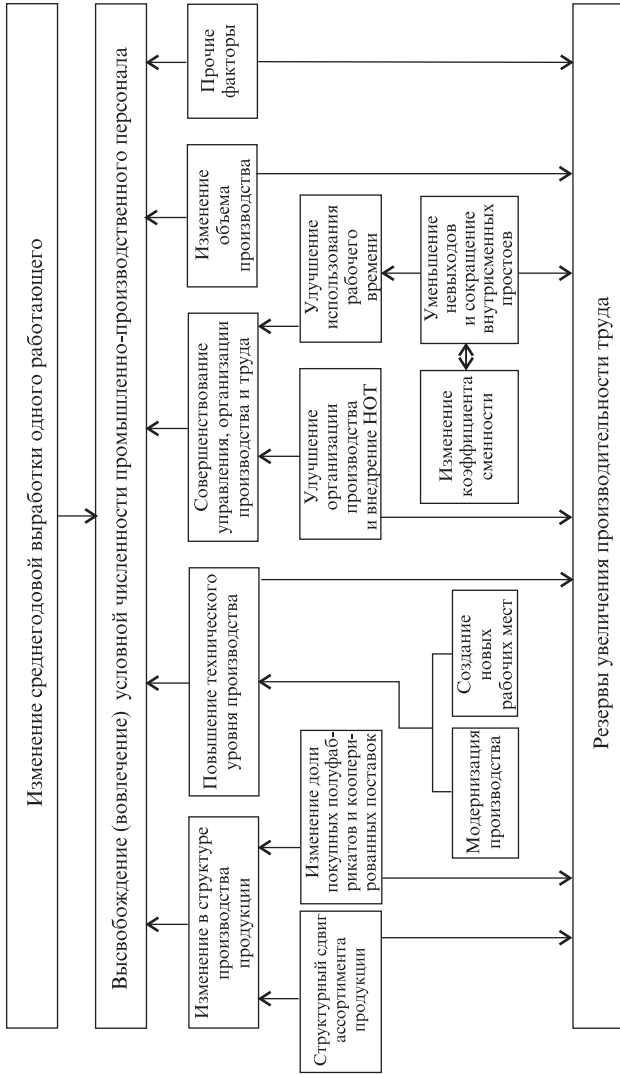 Изменение среднегодовой выработки одного работающего
Высвобождение (вовлечение) условной численности промышленно-производственного персонала
Изменение в структуре
производства
продукции
Повышение технического
уровня производства
Совершенствование
управления, организации
производства и труда
Изменение
объема
производства
Прочие
факторы
Структурный сдвиг
ассортимента
продукции
Изменение доли
покупных полуфаб-
рикатов и коопери-
рованных поставок
Улучшение
организации
производства
и внедрение НОТ
Улучшение
использования
рабочего
времени
Модернизация
производства
Создание
новых
рабочих мест
Изменение
коэффициента
сменности
Уменьшение
невыходов
и сокращение
внутрисменных
простоев
Резервы увеличения производительности труда